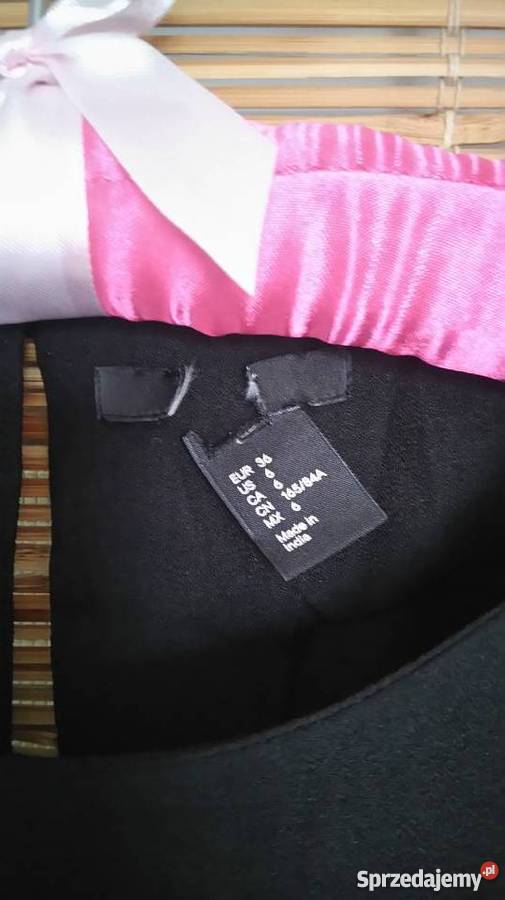 EUR 36
US 6
CA 6
CN 165/84A
MX 6
Made in
India
Sprzedajemy.pl